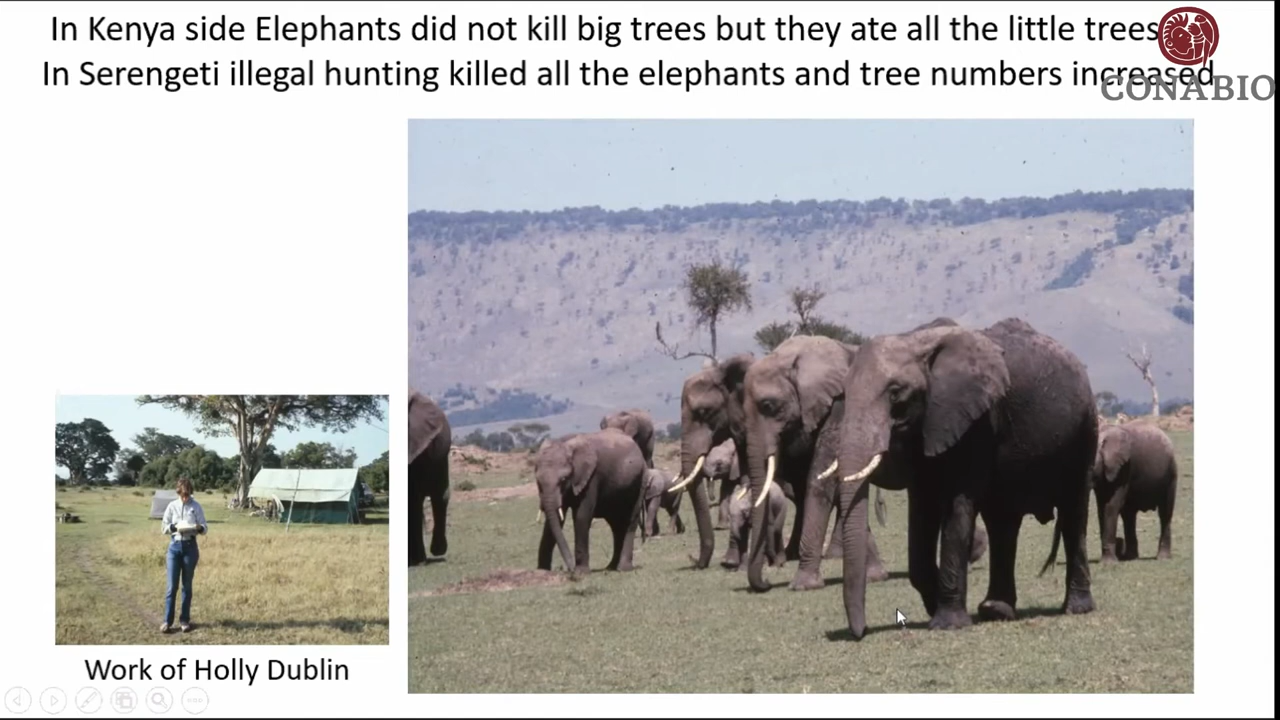 In Kenya side Elephants did not kill big trees but they ate all the little trees
In Serengeti illegal hunting killed all the elephants and tree numbers increased
CONABIO
Work of Holly Dublin